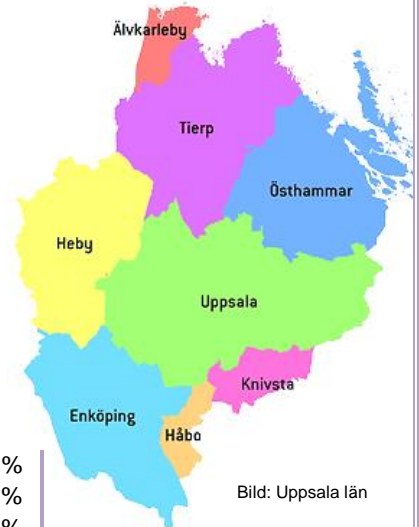 Älvkarleby
Tierp
Östhammar
Heby
Uppsala
Knivsta
Enköping
Håbo
%
%
%
Bild: Uppsala län